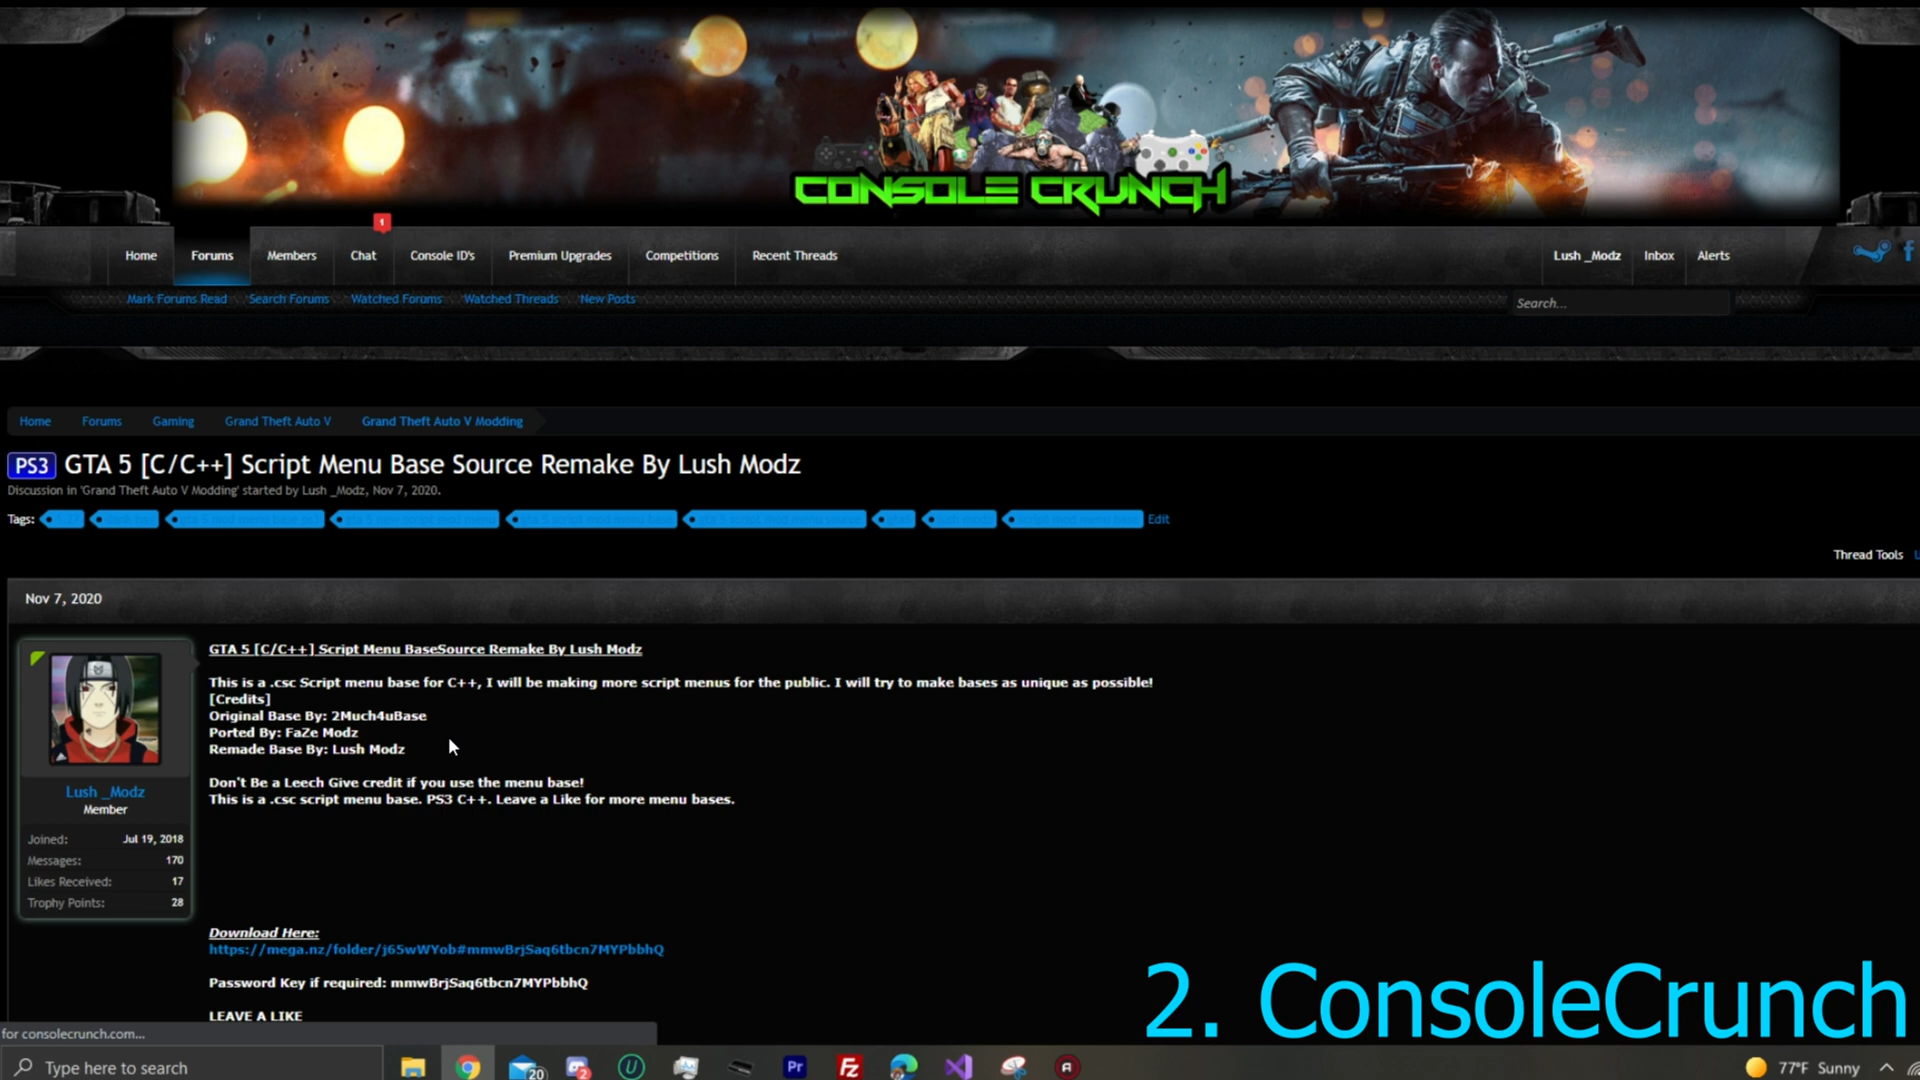 CONSOLE CRUNCH
1
Home Forums Members Chat Console ID's Premium Upgrades Competitions Recent Threads Lush _Modz Inbox Alerts
Mark Forums Read Search Forums Watched Forums Watched Threads New Posts Search...
Home Forums Gaming Grand Theft Auto V Grand Theft Auto V Modding
PS3 GTA 5 [C/C++] Script Menu Base Source Remake By Lush Modz
Discussion in 'Grand Theft Auto V Modding' started by Lush _Modz, Nov 7, 2020.
Tags: Edit
Thread Tools
Nov 7, 2020
GTA 5 [C/C++] Script Menu BaseSource Remake By Lush Modz
This is a .csc Script menu base for C++, I will be making more script menus for the public. I will try to make bases as unique as possible!
[Credits]
Original Base By: 2Much4uBase
Ported By: FaZe Modz
Remade Base By: Lush Modz
Don't Be a Leech Give credit if you use the menu base!
This is a .csc script menu base. PS3 C++. Leave a Like for more menu bases.
Lush _Modz
Member
Joined: Jul 19, 2018
Messages: 170
Likes Received: 17
Trophy Points: 28
Download Here:
https://mega.nz/folder/j65wWYob#mmwBrjSaq6tbcn7MYPbbhQ
Password Key if required: mmwBrjSaq6tbcn7MYPbbhQ
LEAVE A LIKE
2. ConsoleCrunch
for consolecrunch.com...
Type here to search 20 2 Pr FZ 77°F Sunny